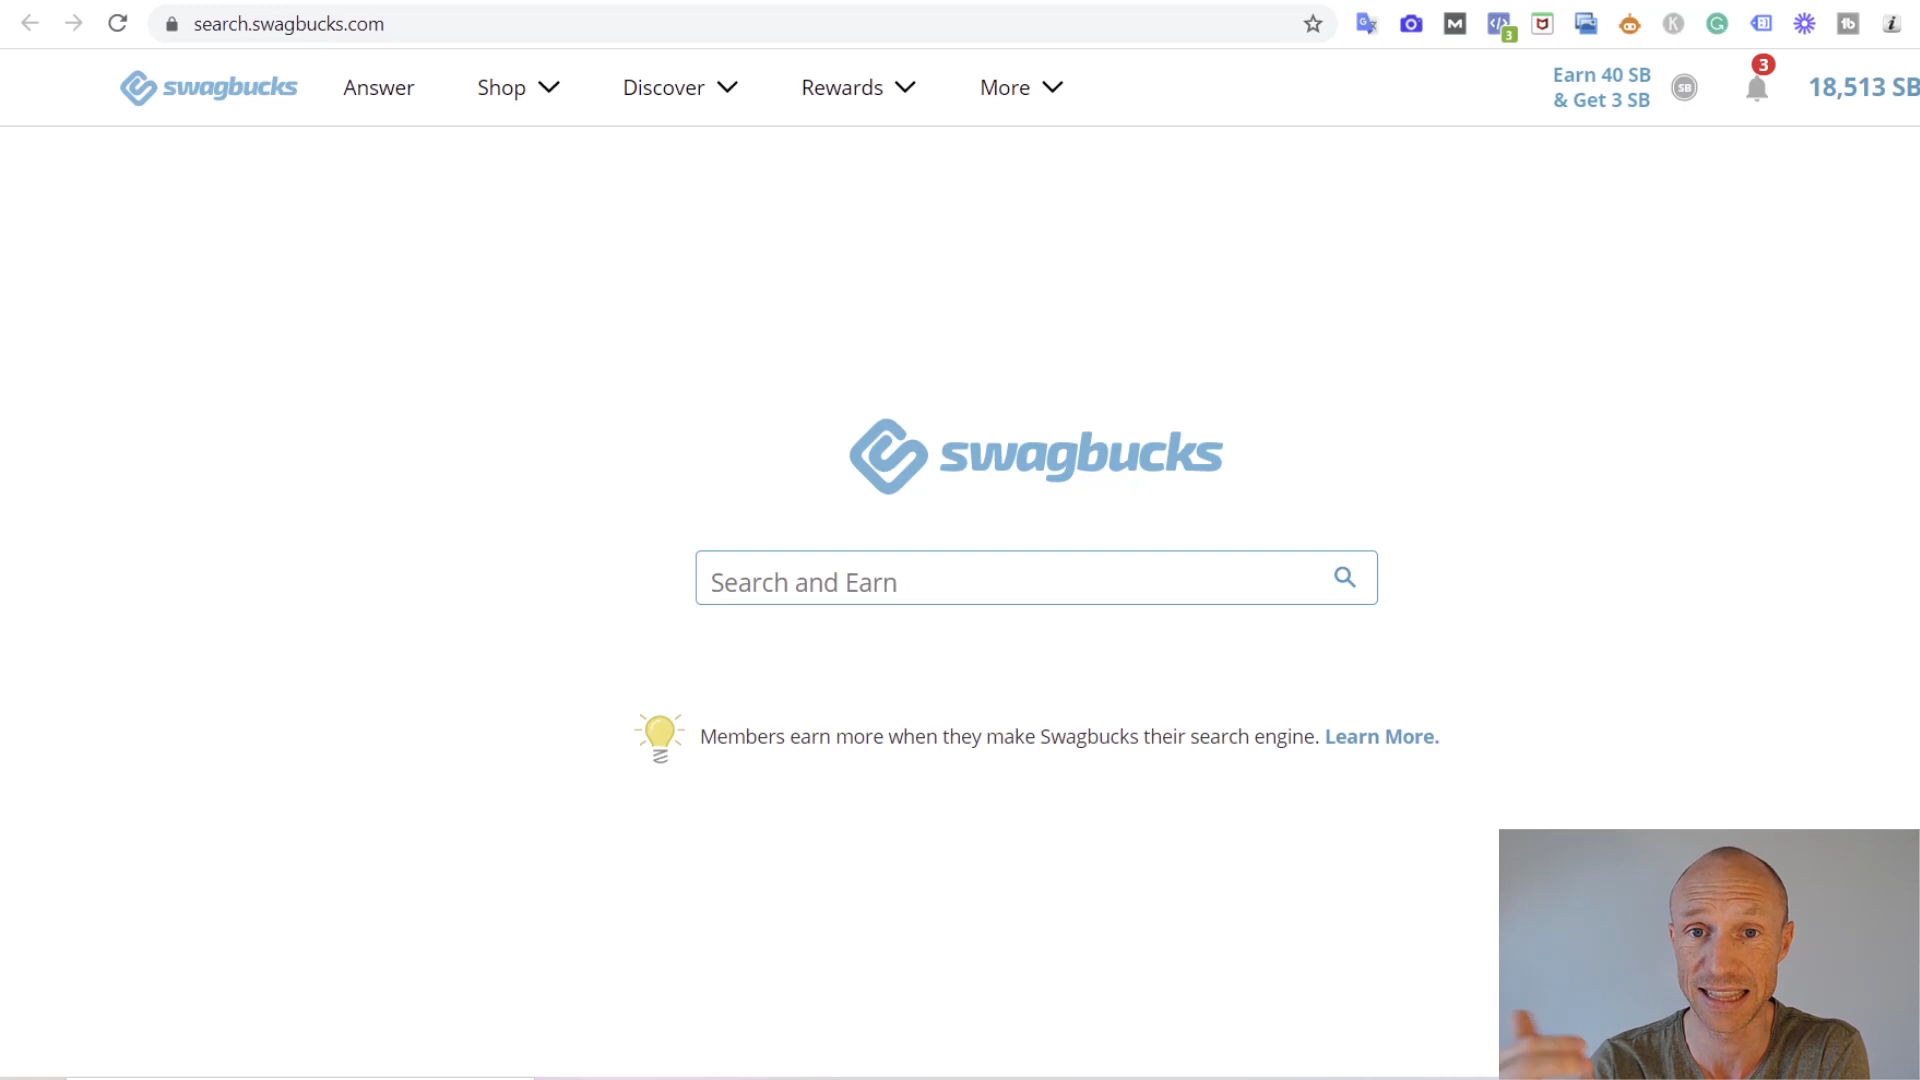 search.swagbucks.com
3
swagbucks
Answer
Shop
Discover
Rewards
More
Earn 40 SB
& Get 3 SB
SB
3
18,513 SB
swagbucks
Search and Earn
Members earn more when they make Swagbucks their search engine. Learn More.